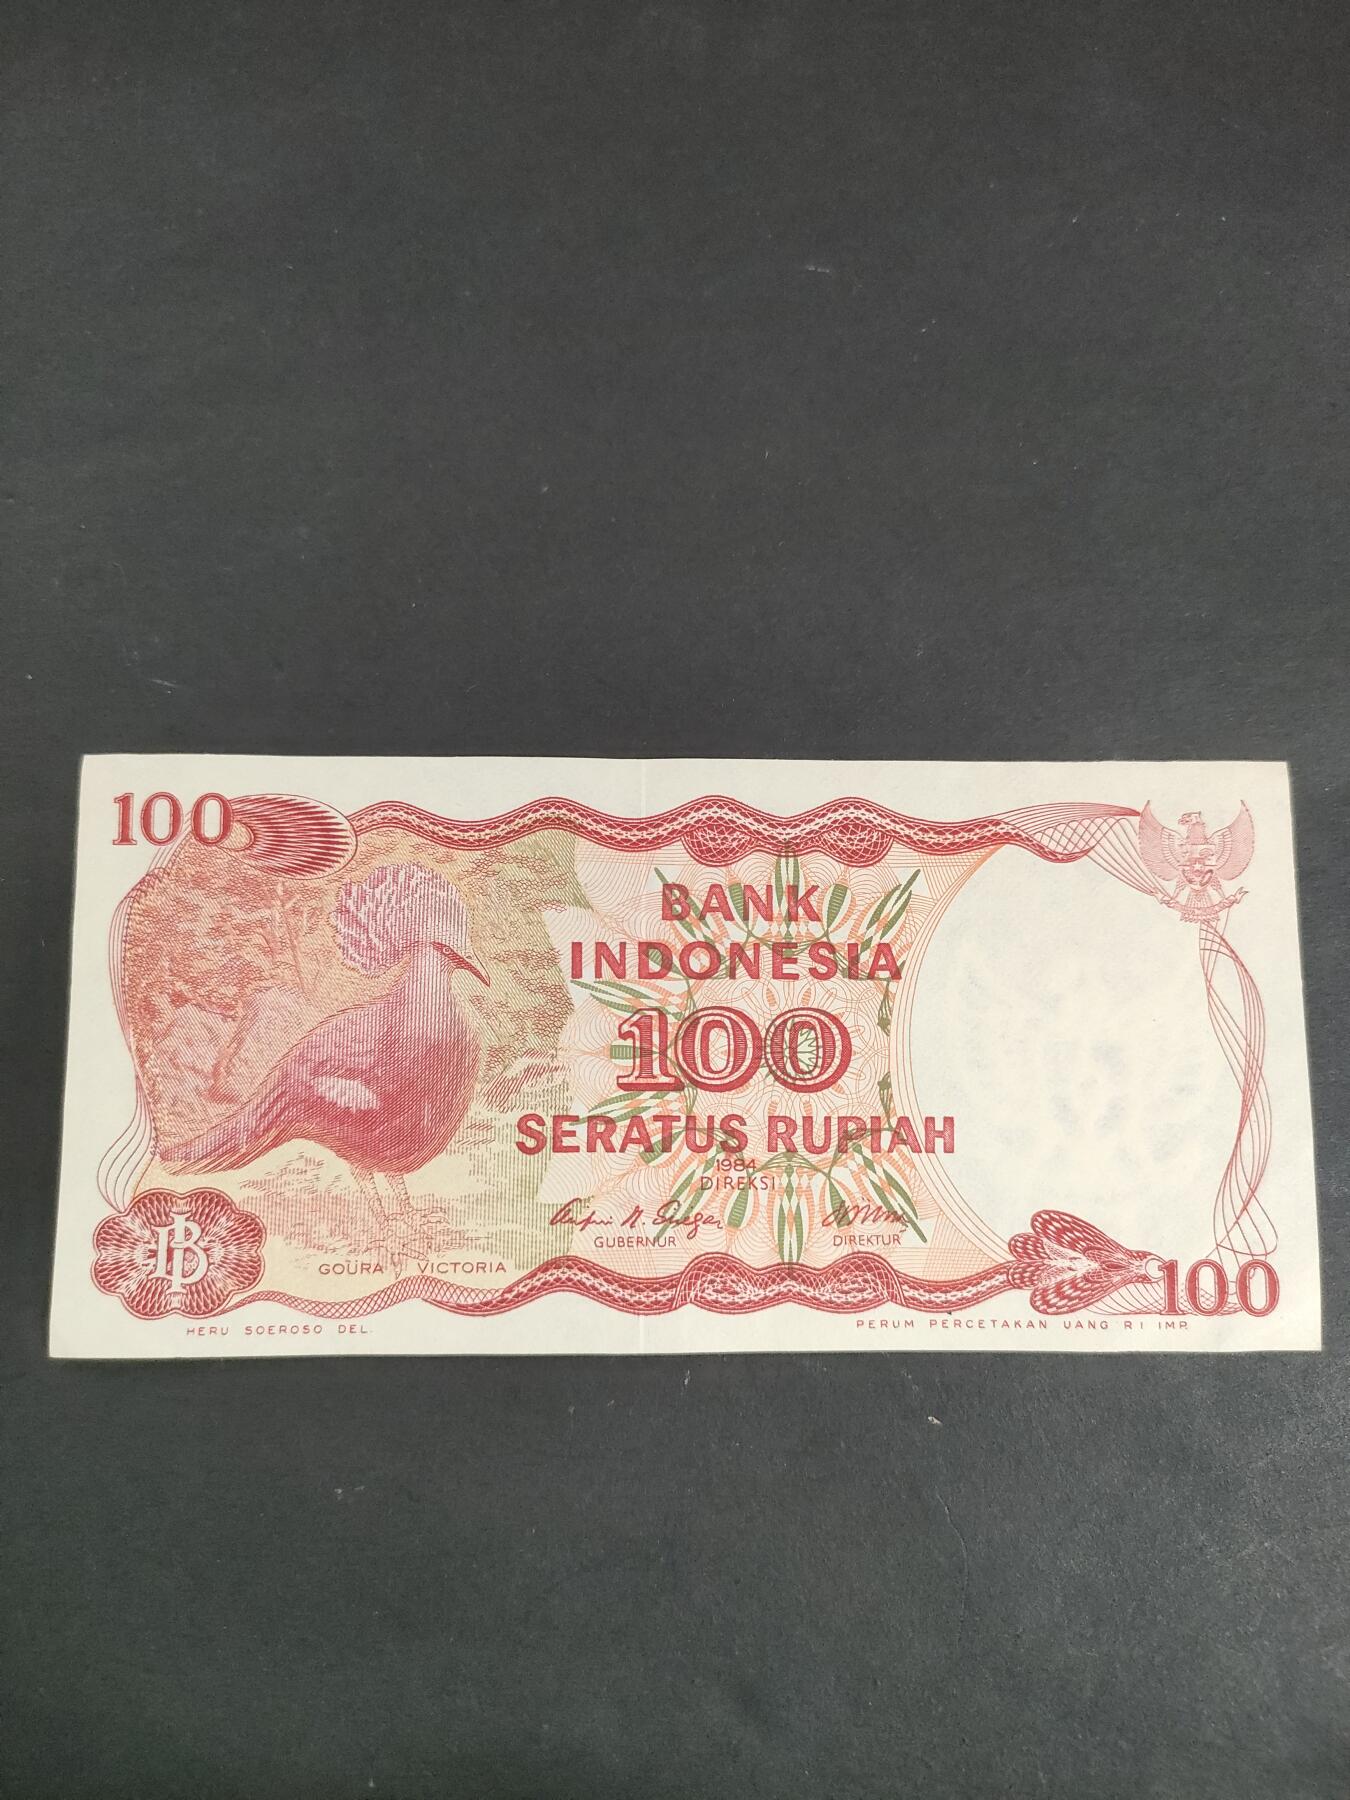 100
BANK
INDONESIA
100
SERATUS RUPIAH
1984
DIREKSI
GUBERNUR DIREKTUR
GOURA VICTORIA
100
HERU SOEROSO DEL.
PERUM PERCETAKAN UANG RI IMP.